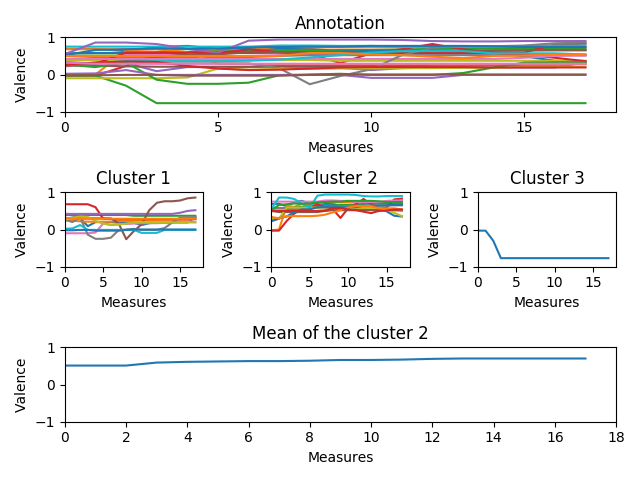 Annotation
1
0
−1
Valence
0 5 10 15
Measures
Cluster 1 Cluster 2 Cluster 3
1 1 1
0 0 0
−1 −1 −1
Valence Valence Valence
0 5 10 15 0 5 10 15 0 5 10 15
Measures Measures Measures
Mean of the cluster 2
1
0
−1
Valence
0 2 4 6 8 10 12 14 16 18
Measures